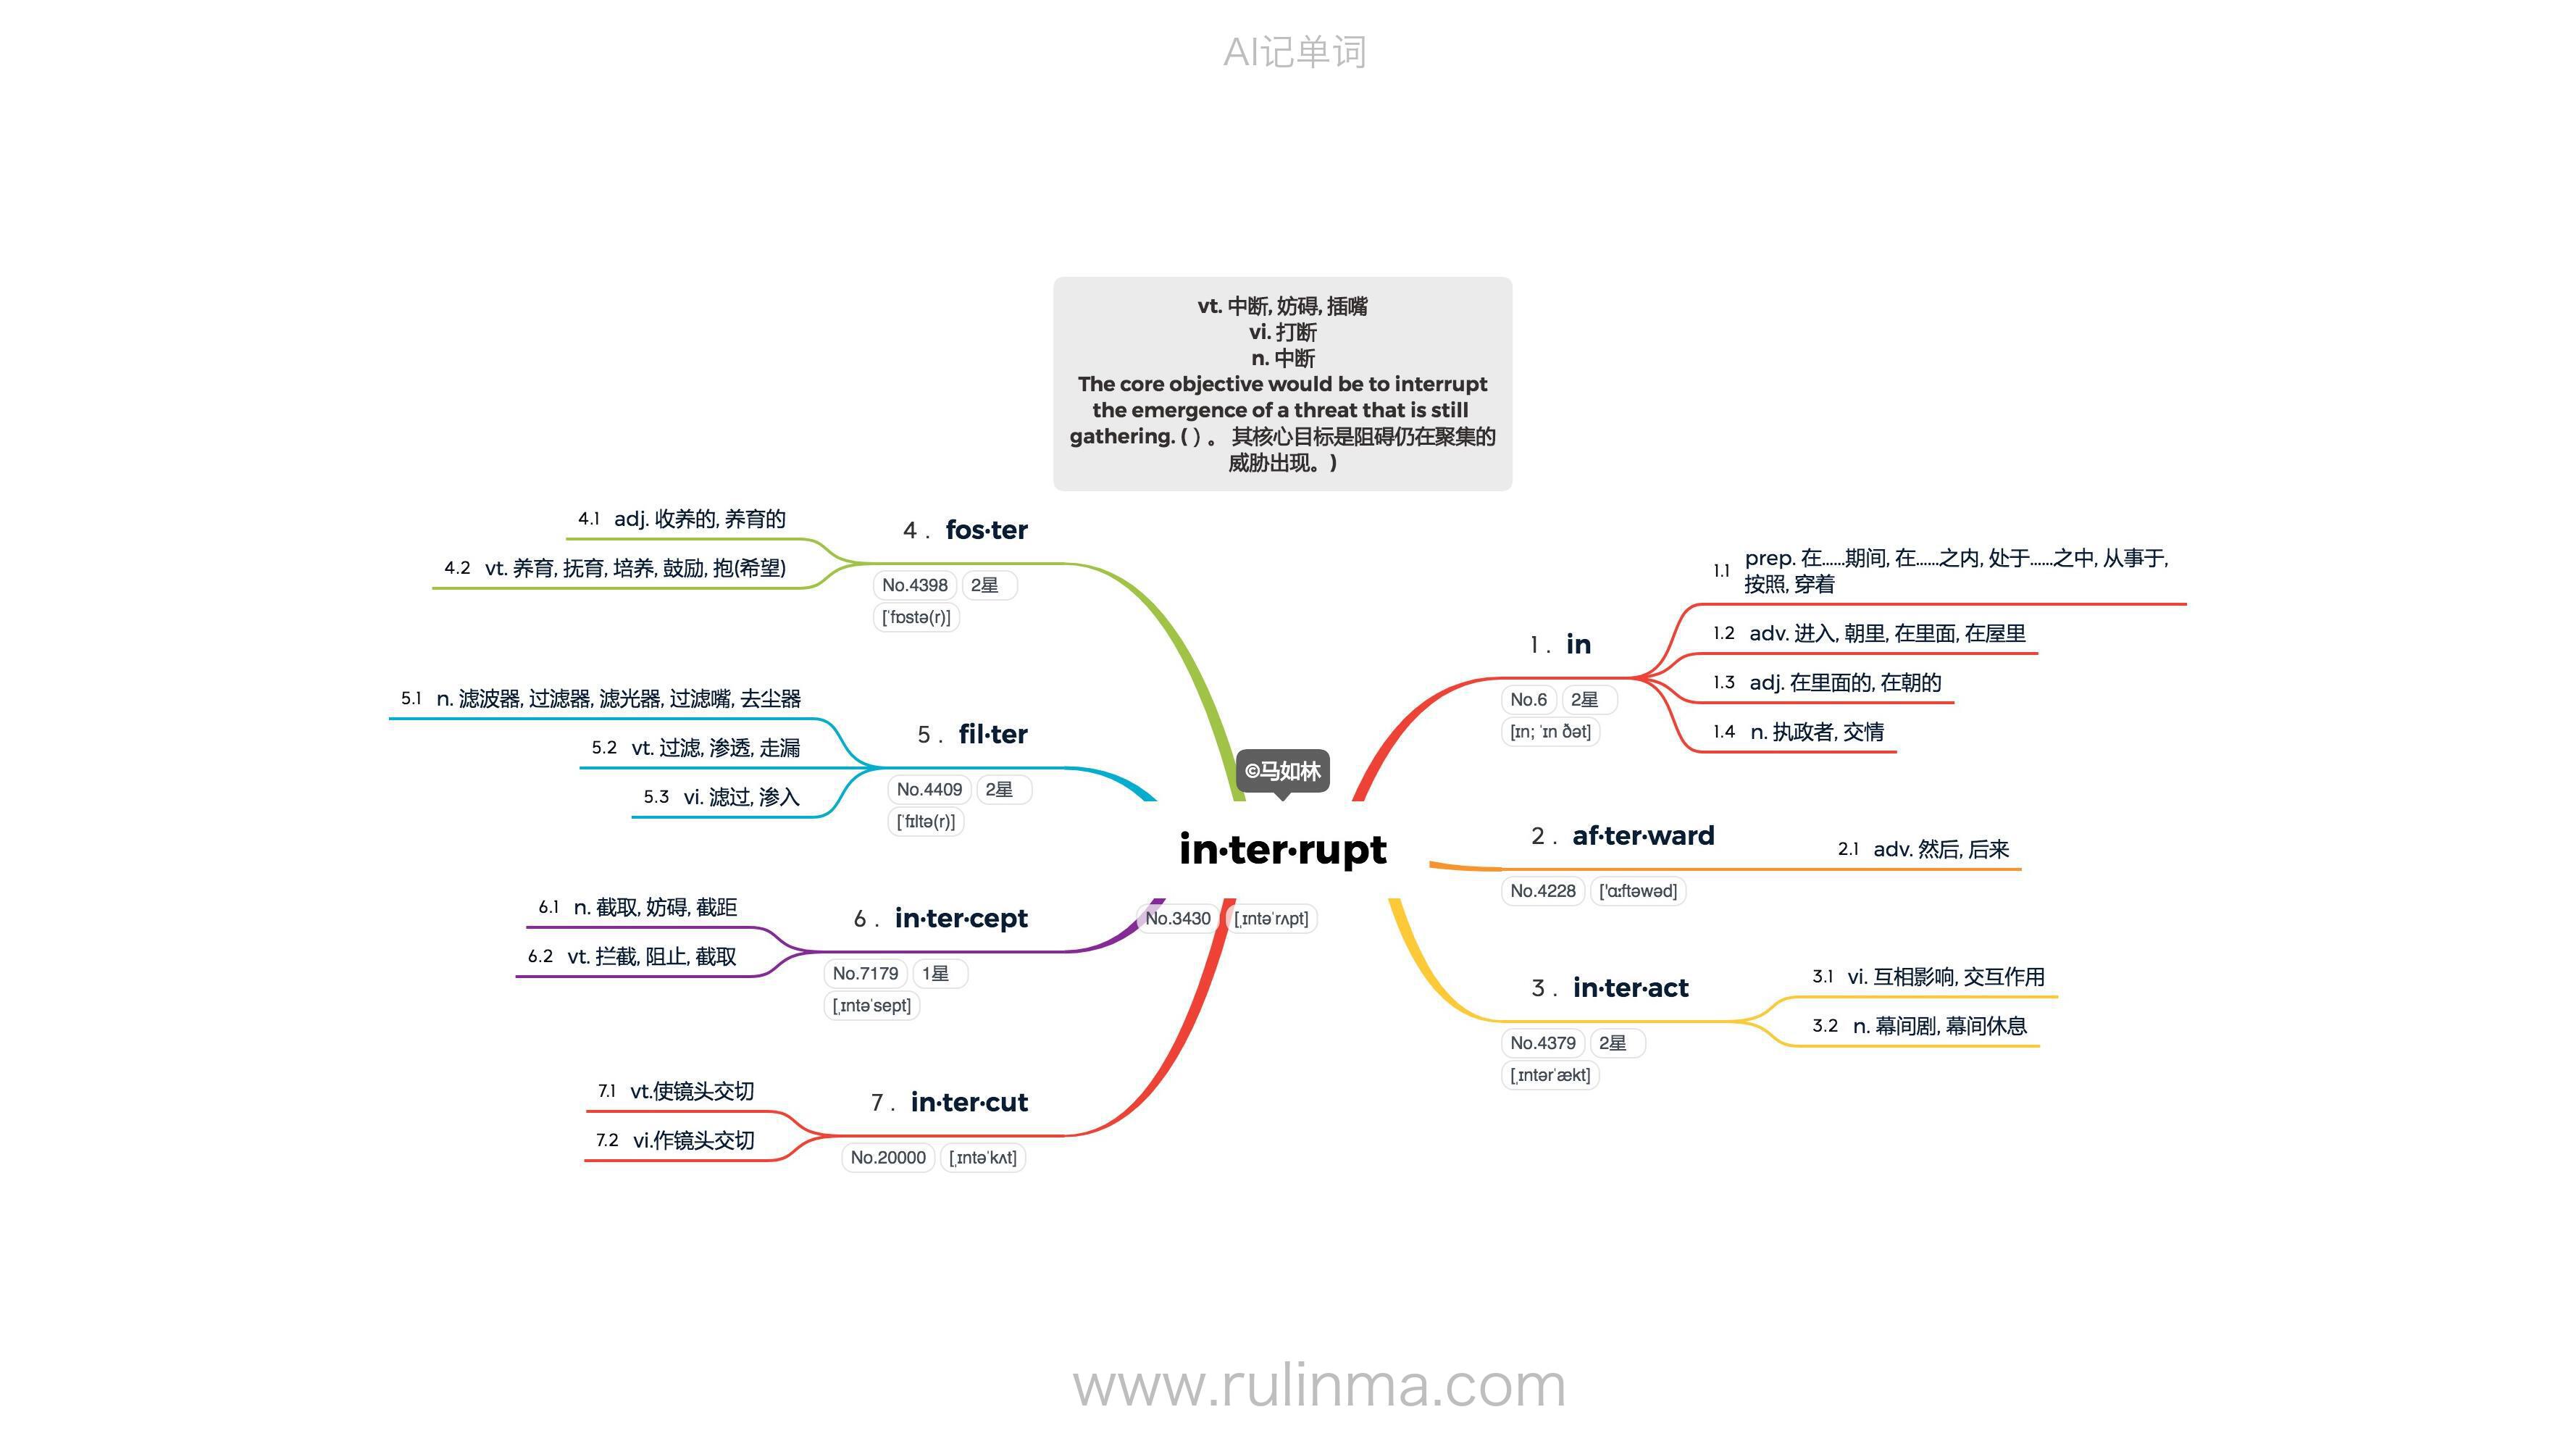 AI记单词
vt. 中断, 妨碍, 插嘴
vi. 打断
n. 中断
The core objective would be to interrupt
the emergence of a threat that is still
gathering. ( ) 。 其核心目标是阻碍仍在聚集的
威胁出现。)
©马如林
in·ter·rupt
No.3430 [ˌɪntəˈrʌpt]
1 . in
No.6 2星
[ɪn; ˈɪn ðət]
1.1 prep. 在......期间, 在......之内, 处于......之中, 从事于,
按照, 穿着
1.2 adv. 进入, 朝里, 在里面, 在屋里
1.3 adj. 在里面的, 在朝的
1.4 n. 执政者, 交情
2 . af·ter·ward
No.4228 ['ɑːftəwəd]
2.1 adv. 然后, 后来
3 . in·ter·act
No.4379 2星
[ˌɪntərˈækt]
3.1 vi. 互相影响, 交互作用
3.2 n. 幕间剧, 幕间休息
4 . fos·ter
No.4398 2星
[ˈfɒstə(r)]
4.1 adj. 收养的, 养育的
4.2 vt. 养育, 抚育, 培养, 鼓励, 抱(希望)
5 . fil·ter
No.4409 2星
[ˈfɪltə(r)]
5.1 n. 滤波器, 过滤器, 滤光器, 过滤嘴, 去尘器
5.2 vt. 过滤, 渗透, 走漏
5.3 vi. 滤过, 渗入
6 . in·ter·cept
No.7179 1星
[ˌɪntəˈsept]
6.1 n. 截取, 妨碍, 截距
6.2 vt. 拦截, 阻止, 截取
7 . in·ter·cut
No.20000 [ˌɪntəˈkʌt]
7.1 vt.使镜头交切
7.2 vi.作镜头交切
www.rulinma.com